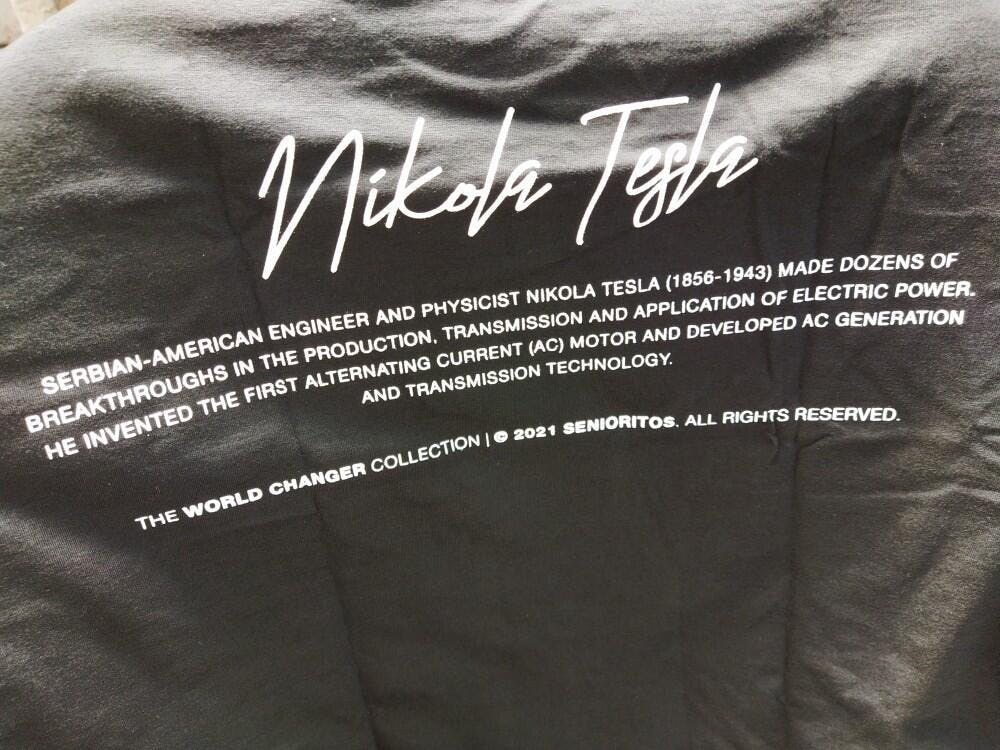 Nikola Tesla
SERBIAN-AMERICAN ENGINEER AND PHYSICIST NIKOLA TESLA (1856-1943) MADE DOZENS OF
BREAKTHROUGHS IN THE PRODUCTION, TRANSMISSION AND APPLICATION OF ELECTRIC POWER.
HE INVENTED THE FIRST ALTERNATING CURRENT (AC) MOTOR AND DEVELOPED AC GENERATION
AND TRANSMISSION TECHNOLOGY.
THE WORLD CHANGER COLLECTION | © 2021 SENIORITOS. ALL RIGHTS RESERVED.